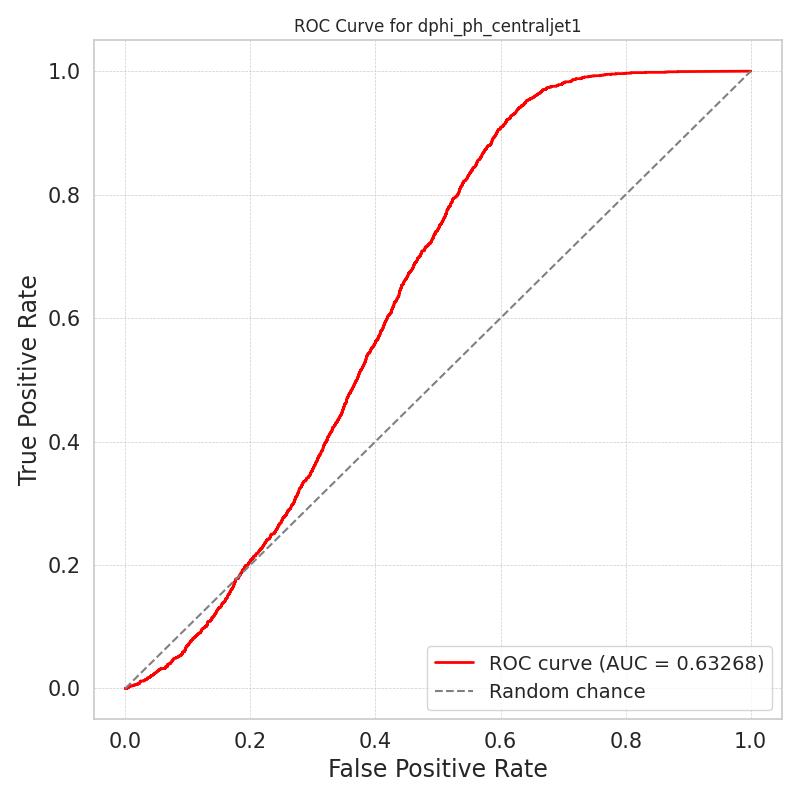 ROC Curve for dphi_ph_centraljet1
True Positive Rate
1.0
0.8
0.6
0.4
0.2
0.0
ROC curve (AUC = 0.63268)
Random chance
0.0 0.2 0.4 0.6 0.8 1.0
False Positive Rate